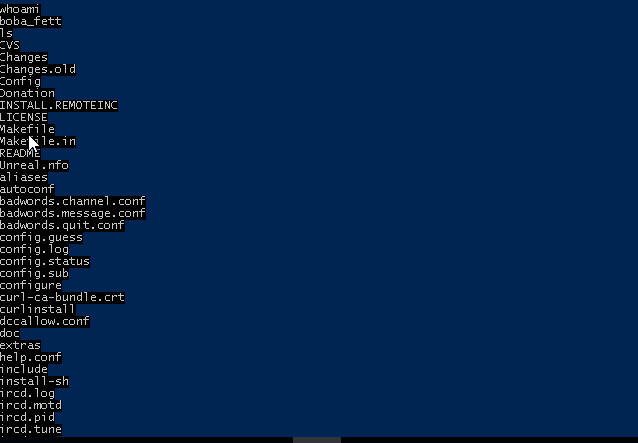 whoami
boba_fett
ls
CVS
Changes
Changes.old
Config
Donation
INSTALL.REMOTEINC
LICENSE
Makefile
Makefile.in
README
Unreal.nfo
aliases
autoconf
badwords.channel.conf
badwords.message.conf
badwords.quit.conf
config.guess
config.log
config.status
config.sub
configure
curl-ca-bundle.crt
curlinstall
dccallow.conf
doc
extras
help.conf
include
install-sh
ircd.log
ircd.motd
ircd.pid
ircd.tune